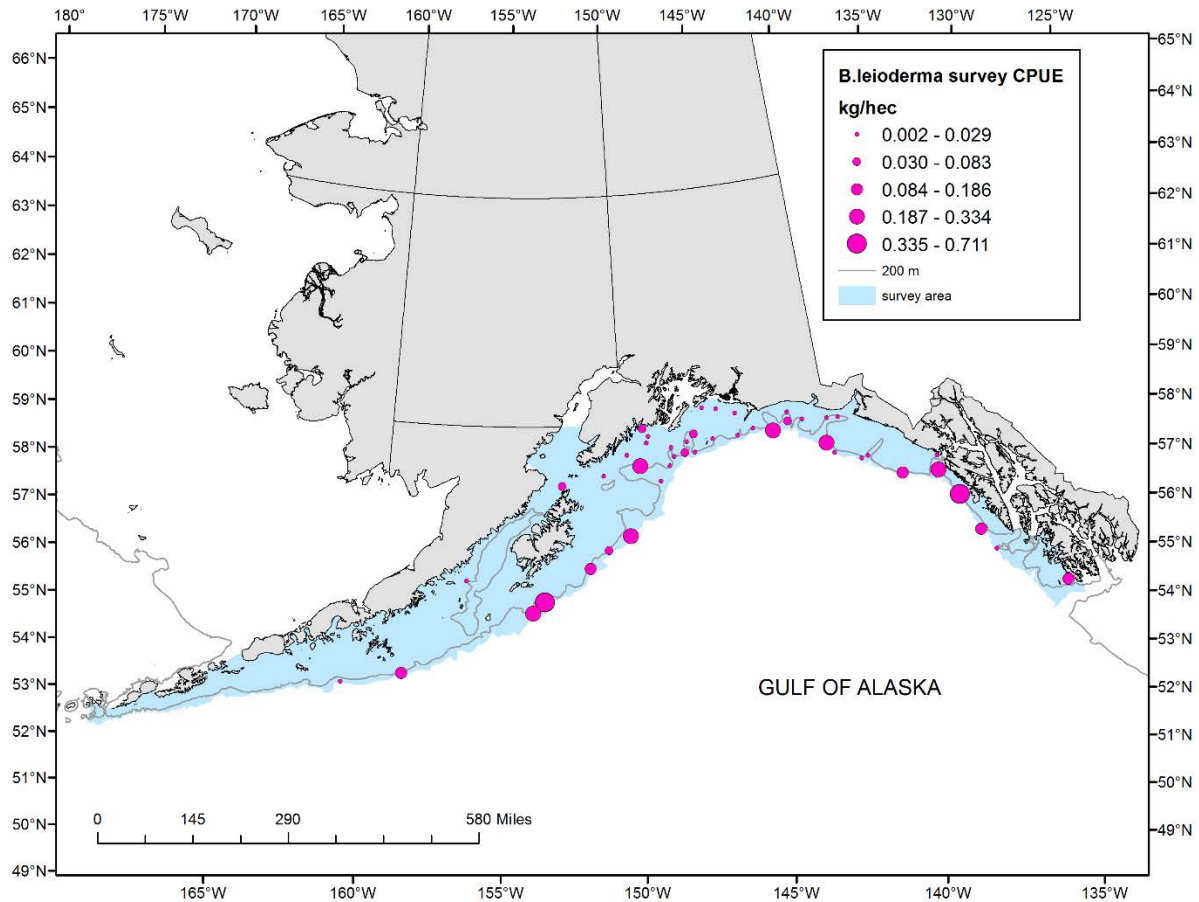 180° 175°W 170°W 165°W 160°W 155°W 150°W 145°W 140°W 135°W 130°W 125°W
66°N
65°N
64°N
63°N
62°N
61°N
60°N
59°N
58°N
57°N
56°N
55°N
54°N
53°N
52°N
51°N
50°N
49°N
B.leioderma survey CPUE
kg/hec
0.002 - 0.029
0.030 - 0.083
0.084 - 0.186
0.187 - 0.334
0.335 - 0.711
200 m
survey area
65°N
64°N
63°N
62°N
61°N
60°N
59°N
58°N
57°N
56°N
55°N
54°N
53°N
52°N
51°N
50°N
49°N
GULF OF ALASKA
0 145 290 580 Miles
165°W 160°W 155°W 150°W 145°W 140°W 135°W